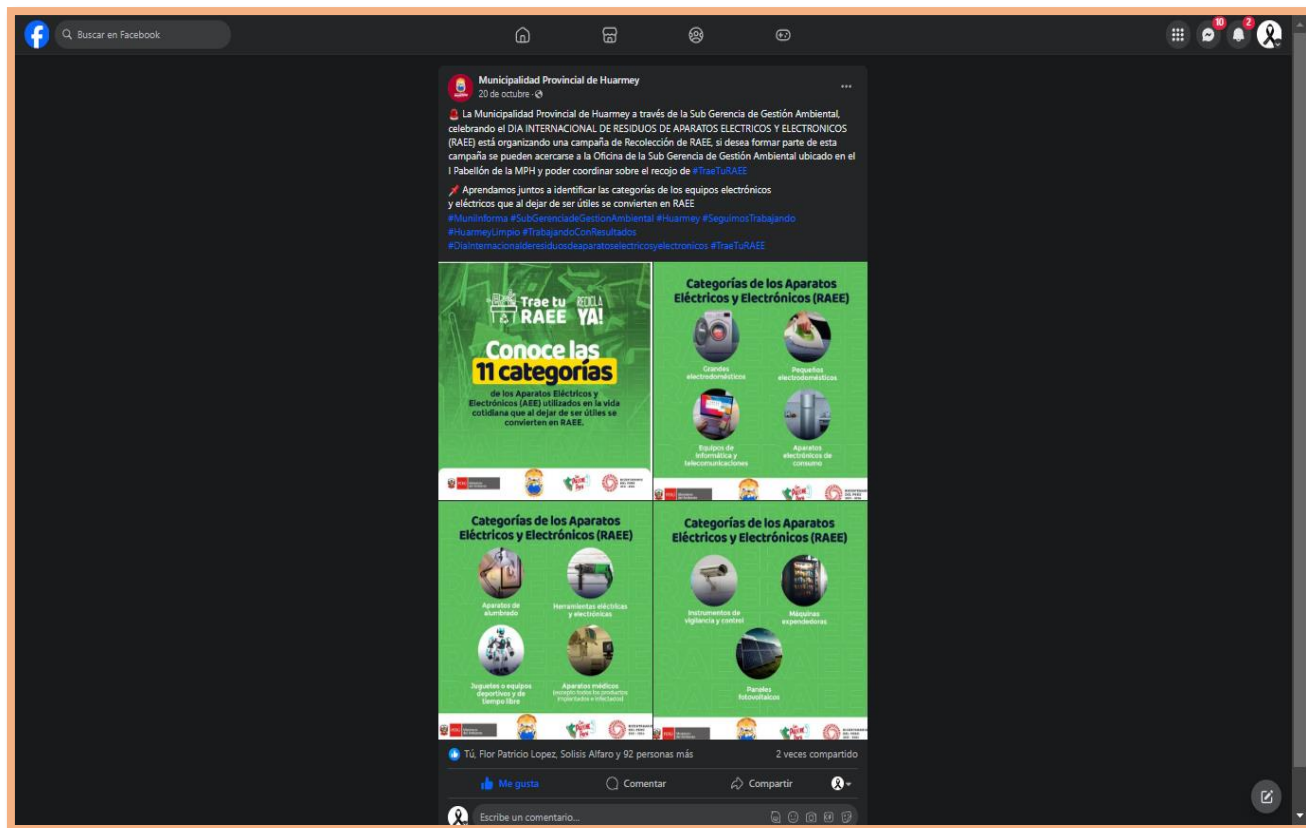 Buscar en Facebook
10
2
Municipalidad Provincial de Huarmey
20 de octubre ·
La Municipalidad Provincial de Huarmey a través de la Sub Gerencia de Gestión Ambiental,
celebrando el DIA INTERNACIONAL DE RESIDUOS DE APARATOS ELECTRICOS Y ELECTRONICOS
(RAEE) está organizando una campaña de Recolección de RAEE, si desea formar parte de esta
campaña se pueden acercarse a la Oficina de la Sub Gerencia de Gestión Ambiental ubicado en el
I Pabellón de la MPH y poder coordinar sobre el recojo de #TraeTuRAEE
Aprendamos juntos a identificar las categorías de los equipos electrónicos
y eléctricos que al dejar de ser útiles se convierten en RAEE
#MuniInforma #SubGerenciadeGestionAmbiental #Huarmey #SeguimosTrabajando
#HuarmeyLimpio #TrabajandoConResultados
#DiaInternacionalderesiduosdeaparatoselectricosyelectronicos #TraeTuRAEE
Trae tu
RAEE
RECICLA
YA!
Conoce las
11 categorías
de los Aparatos Eléctricos y
Electrónicos (AEE) utilizados en la vida
cotidiana que al dejar de ser útiles se
convierten en RAEE.
Categorías de los Aparatos
Eléctricos y Electrónicos (RAEE)
Grandes
electrodomésticos
Pequeños
electrodomésticos
Equipos de
informática y
telecomunicaciones
Aparatos
electrónicos de
consumo
Categorías de los Aparatos
Eléctricos y Electrónicos (RAEE)
Aparatos de
alumbrado
Herramientas eléctricas
y electrónicas
Juguetes o equipos
deportivos y de
tiempo libre
Aparatos médicos
(excepto todos los productos
implantados e infectados)
Categorías de los Aparatos
Eléctricos y Electrónicos (RAEE)
Instrumentos de
vigilancia y control
Máquinas
expendedoras
Paneles
fotovoltaicos
Tú, Flor Patricio Lopez, Solisis Alfaro y 92 personas más
2 veces compartido
Me gusta
Comentar
Compartir
Escribe un comentario...